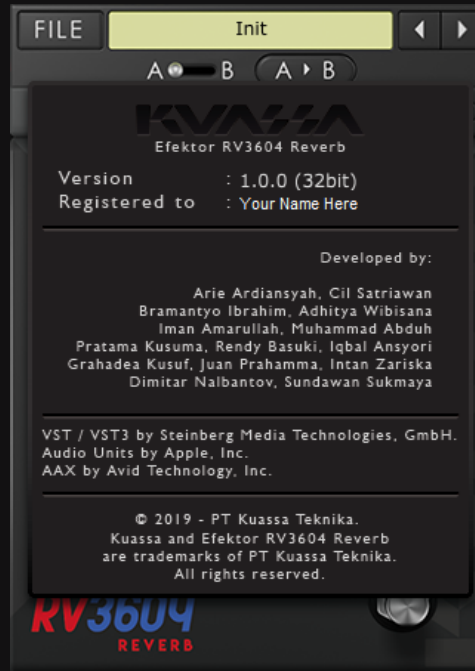 FILE
Init
A B
A B
KVASSA
Efektor RV3604 Reverb
Version : 1.0.0 (32bit)
Registered to : Your Name Here
Developed by:
Arie Ardiansyah, Cil Satriawan
Bramantyo Ibrahim, Adhitya Wibisana
Iman Amarullah, Muhammad Abduh
Pratama Kusuma, Rendy Basuki, Iqbal Ansyori
Grahadea Kusuf, Juan Prahamma, Intan Zariska
Dimitar Nalbantov, Sundawan Sukmaya
VST / VST3 by Steinberg Media Technologies, GmbH.
Audio Units by Apple, Inc.
AAX by Avid Technology, Inc.
© 2019 - PT Kuassa Teknika.
Kuassa and Efektor RV3604 Reverb
are trademarks of PT Kuassa Teknika.
All rights reserved.
RV3604
REVERB